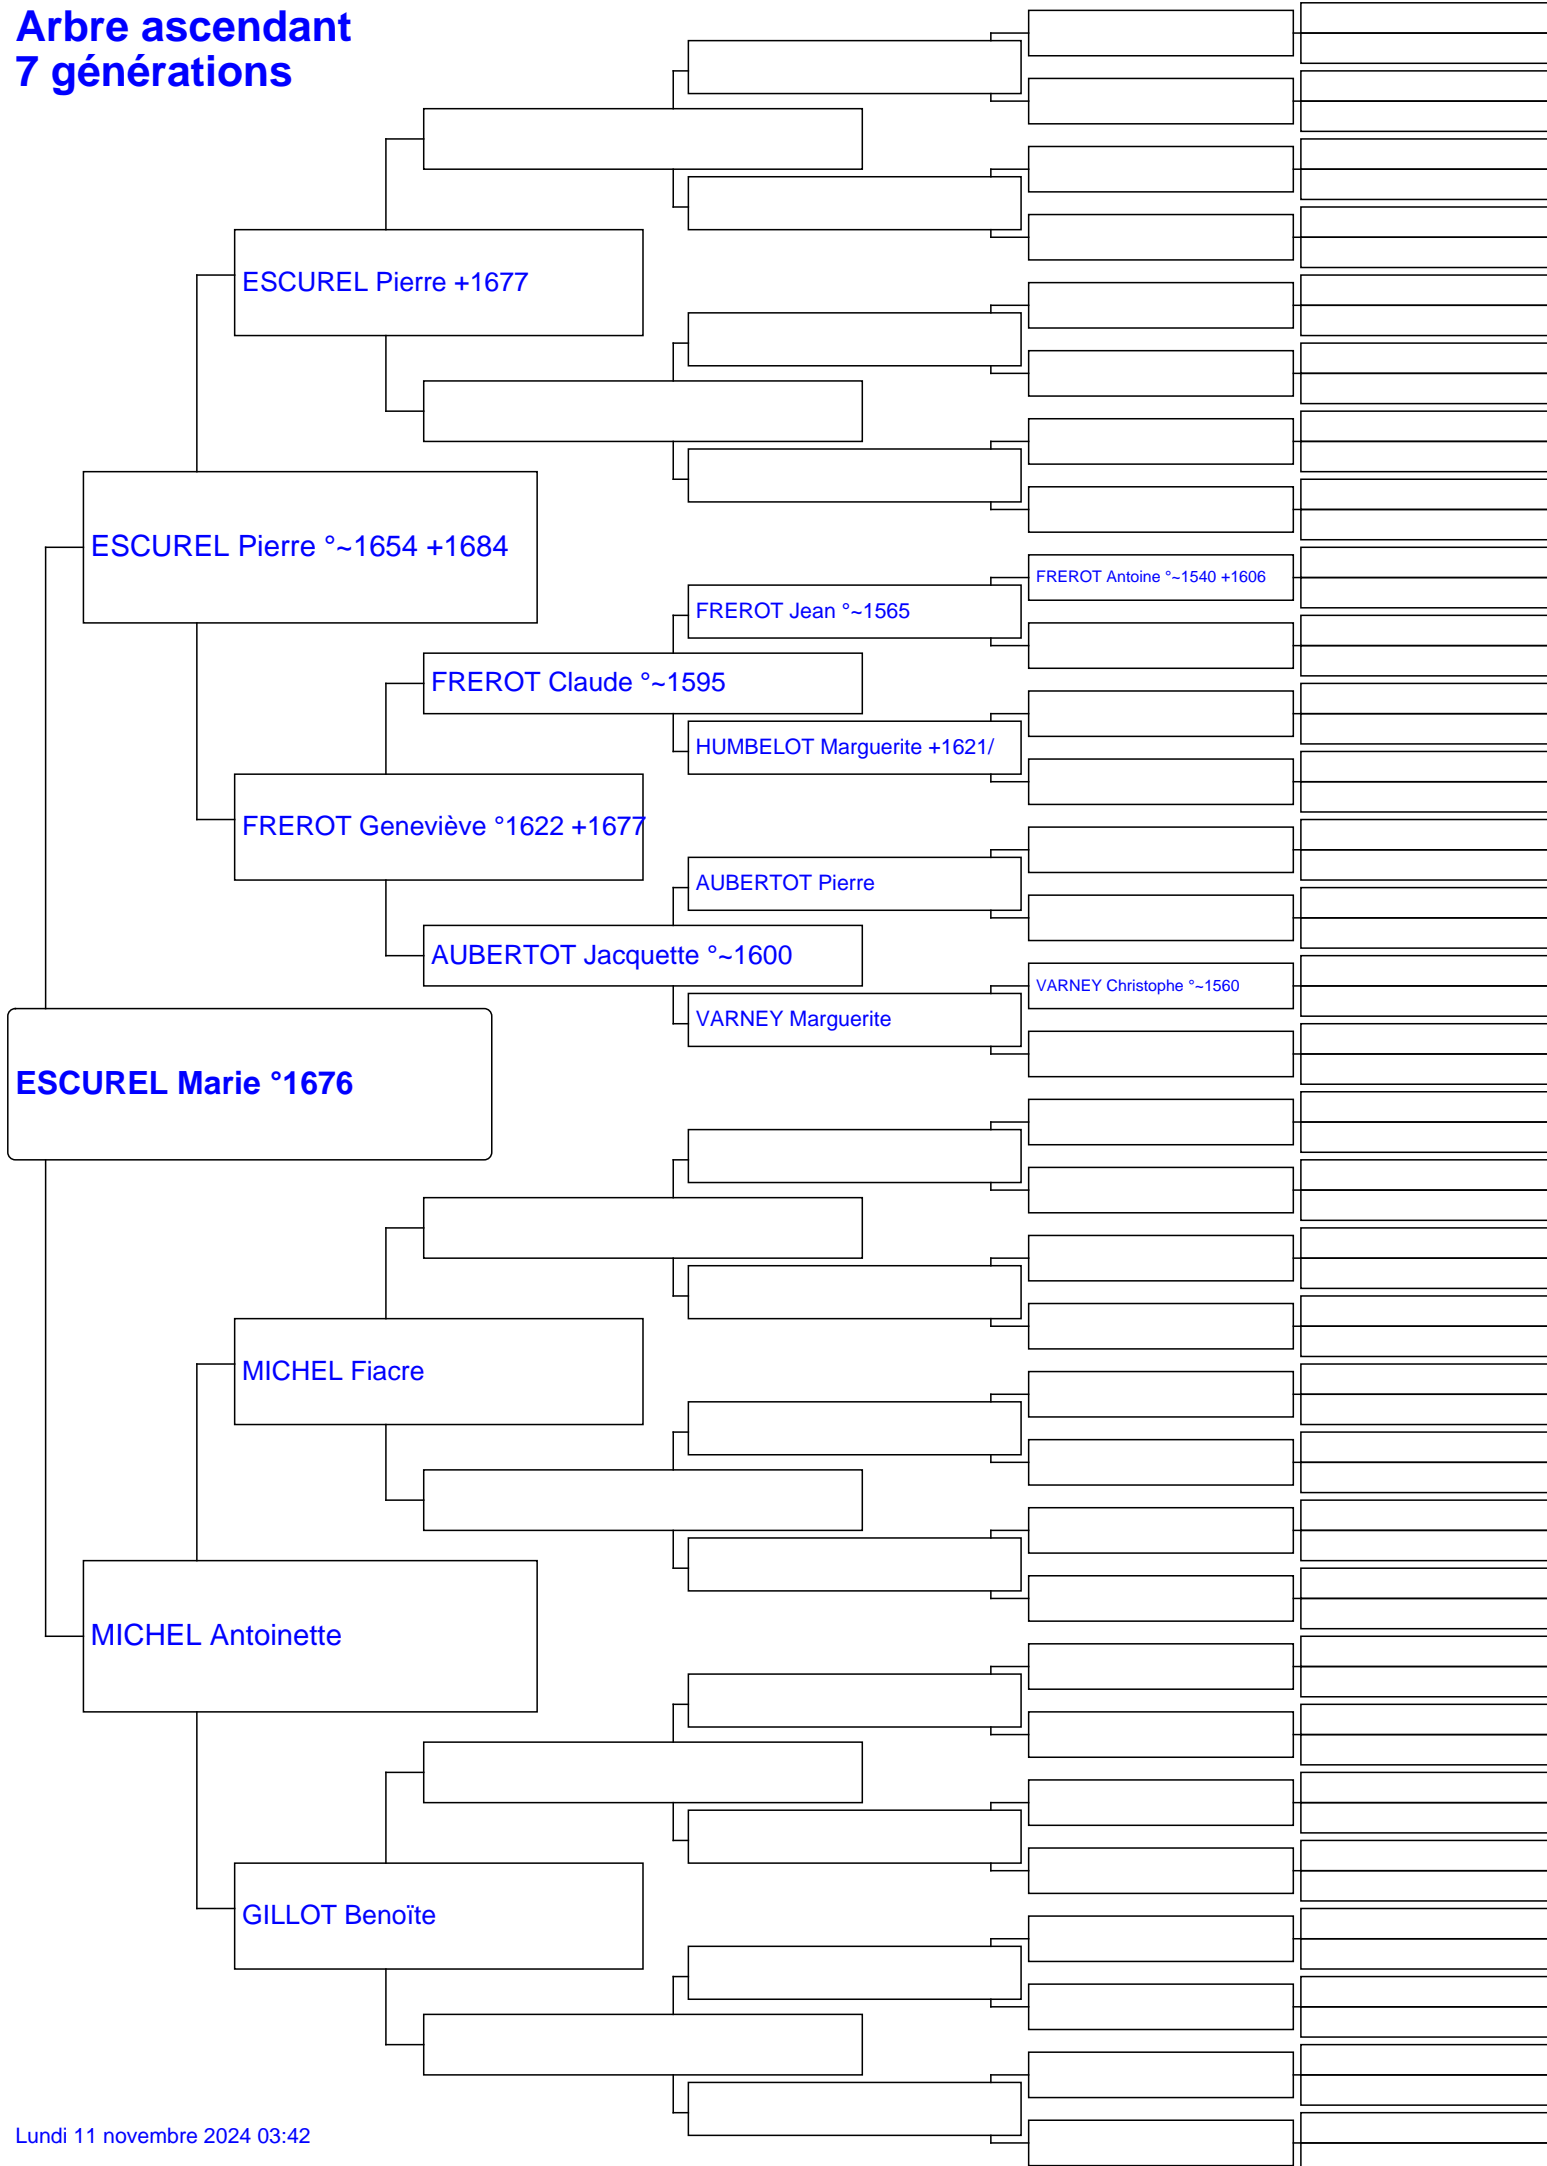 Arbre ascendant
7 générations
ESCUREL Pierre +1677
ESCUREL Pierre °~1654 +1684
FREROT Antoine °~1540 +1606
FREROT Jean °~1565
FREROT Claude °~1595
HUMBELOT Marguerite +1621/
FREROT Geneviève °1622 +1677
AUBERTOT Pierre
AUBERTOT Jacquette °~1600
VARNEY Christophe °~1560
VARNEY Marguerite
ESCUREL Marie °1676
MICHEL Fiacre
MICHEL Antoinette
GILLOT Benoïte
Lundi 11 novembre 2024 03:42